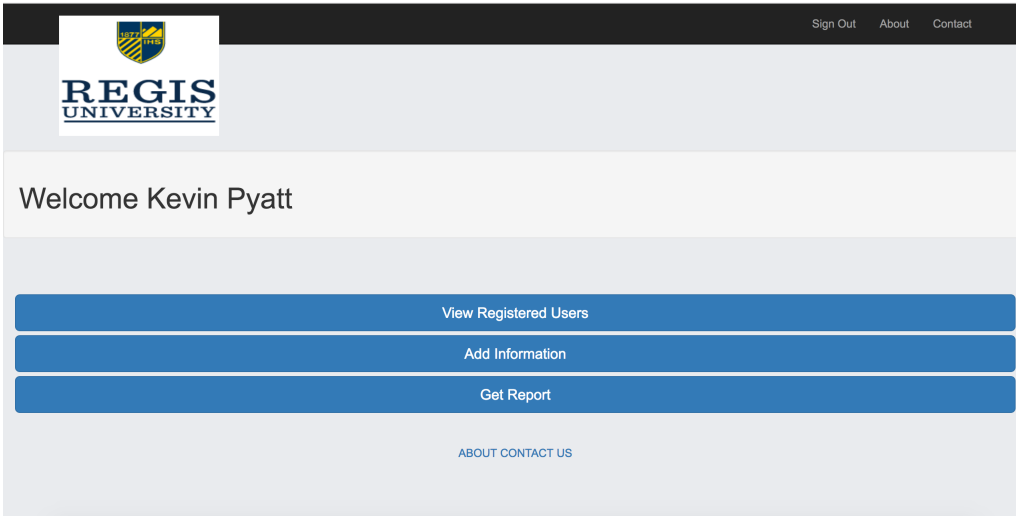 Sign Out About Contact
1877 IHS
REGIS
UNIVERSITY
Welcome Kevin Pyatt
View Registered Users
Add Information
Get Report
ABOUT CONTACT US